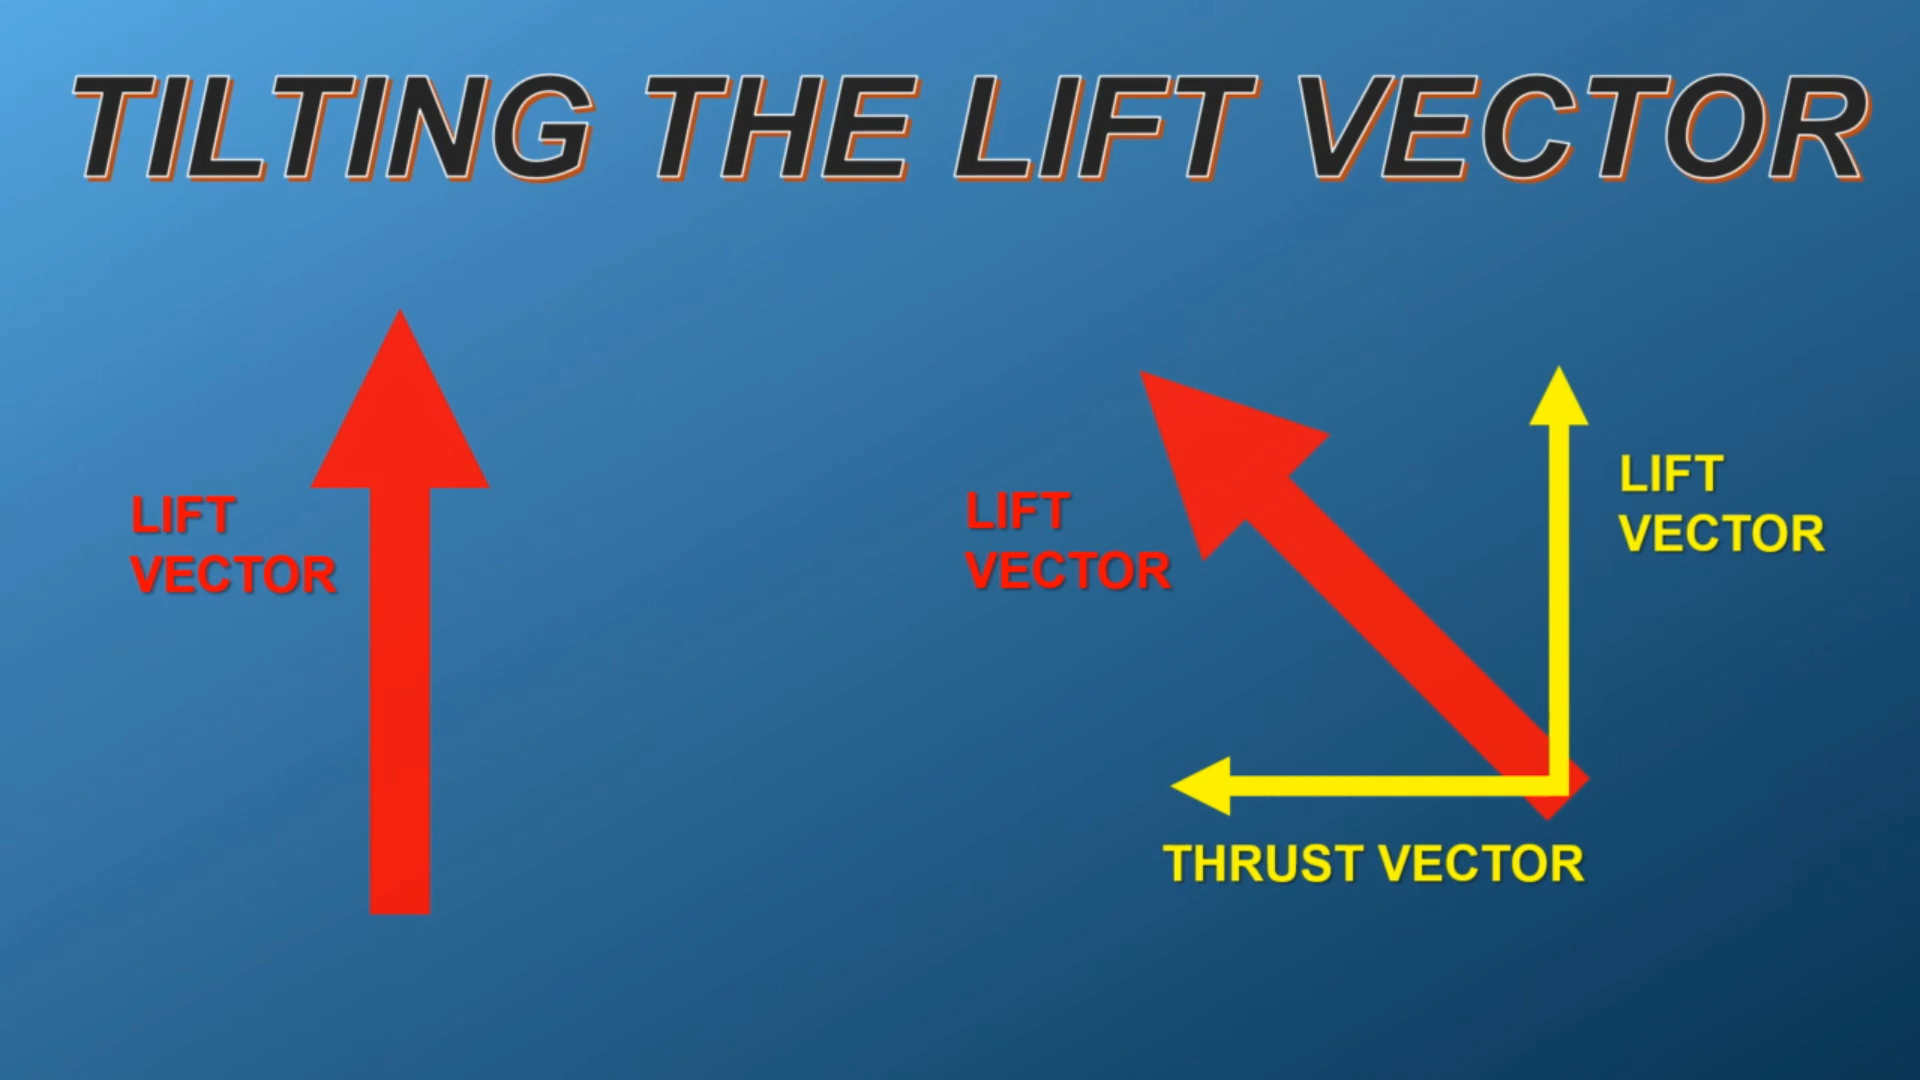 TILTING THE LIFT VECTOR
LIFT
VECTOR
LIFT
VECTOR
LIFT
VECTOR
THRUST VECTOR